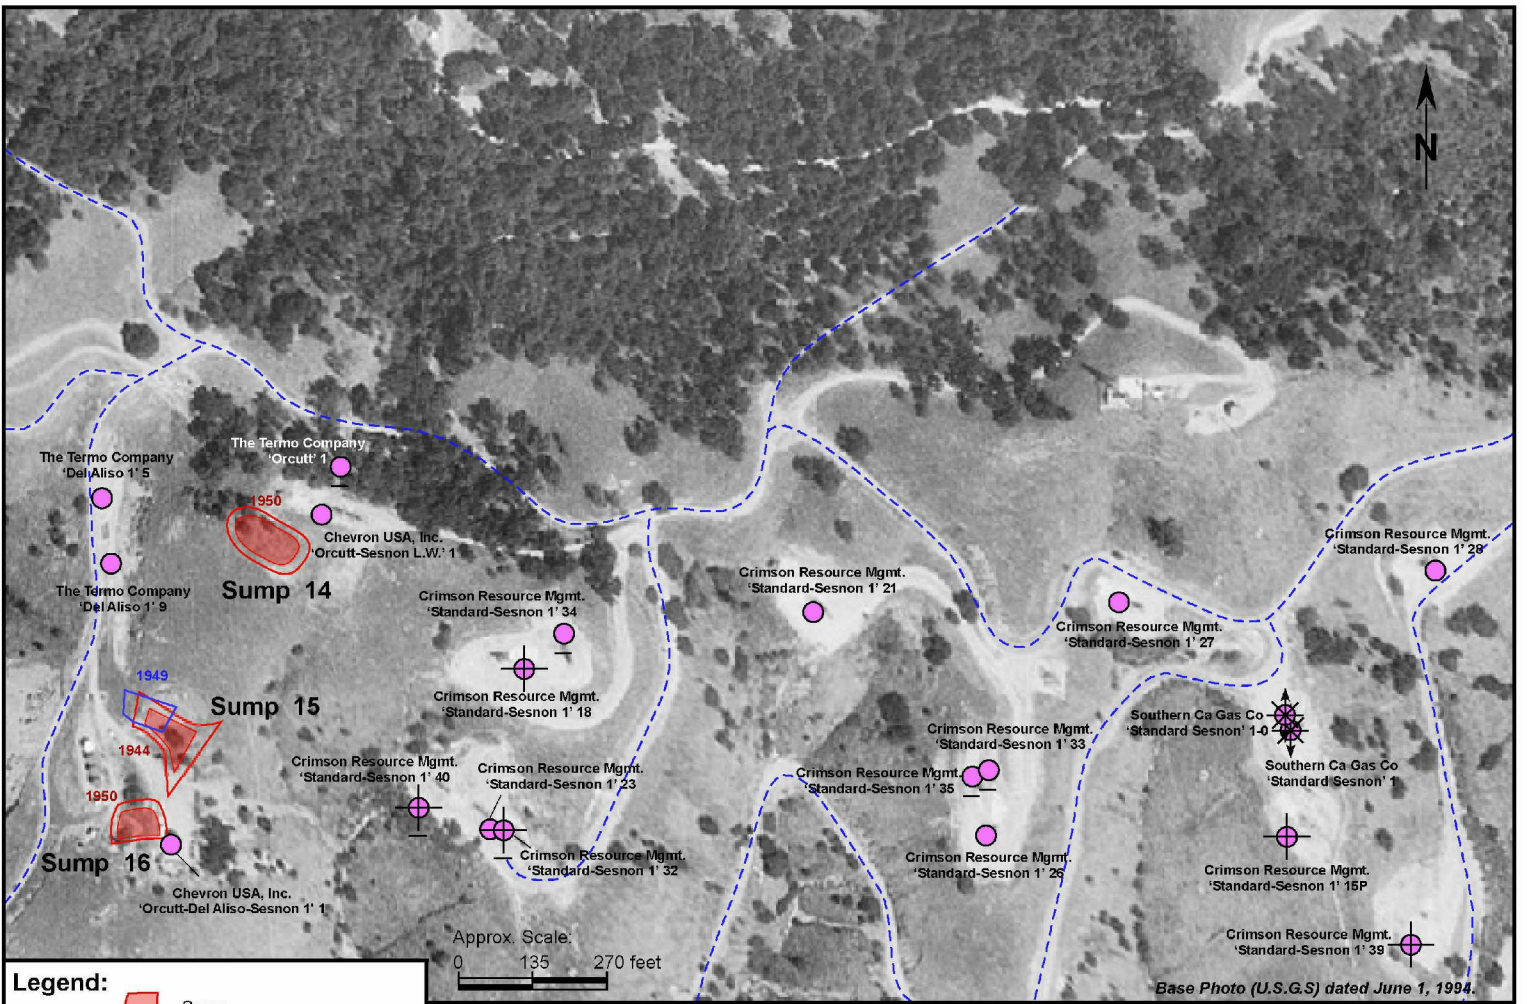 N
The Termo Company
'Orcutt' 1
The Termo Company
'Del Aliso 1' 5
1950
Chevron USA, Inc.
'Orcutt-Sesnon L.W.' 1
Sump 14
The Termo Company
'Del Aliso 1' 9
Crimson Resource Mgmt.
'Standard-Sesnon 1' 34
Crimson Resource Mgmt.
'Standard-Sesnon 1' 18
Crimson Resource Mgmt.
'Standard-Sesnon 1' 21
Crimson Resource Mgmt.
'Standard-Sesnon 1' 28
Crimson Resource Mgmt.
'Standard-Sesnon 1' 27
1949
Sump 15
1944
Southern Ca Gas Co
'Standard Sesnon' 1-0
Southern Ca Gas Co
'Standard Sesnon' 1
Crimson Resource Mgmt.
'Standard-Sesnon 1' 33
Crimson Resource Mgmt.
'Standard-Sesnon 1' 35
Crimson Resource Mgmt.
'Standard-Sesnon 1' 40
Crimson Resource Mgmt.
'Standard-Sesnon 1' 23
1950
Sump 16
Crimson Resource Mgmt.
'Standard-Sesnon 1' 32
Crimson Resource Mgmt.
'Standard-Sesnon 1' 26
Crimson Resource Mgmt.
'Standard-Sesnon 1' 15P
Chevron USA, Inc.
'Orcutt-Del Aliso-Sesnon 1' 1
Crimson Resource Mgmt.
'Standard-Sesnon 1' 39
Approx. Scale:
0 135 270 feet
Legend:
Base Photo (U.S.G.S) dated June 1, 1994.